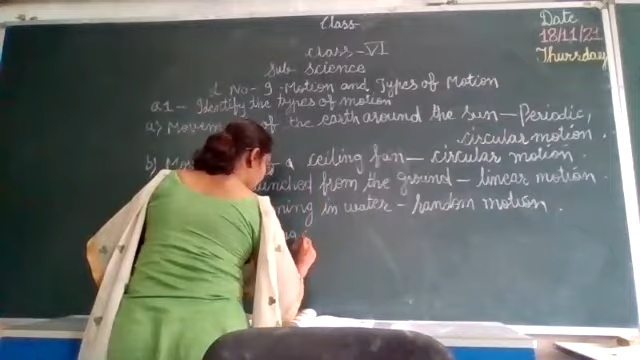 Class
Date
18/11/21
Thursday
Class - VI
Sub Science
L No - 9 Motion and Types of Motion
Q1 - Identify the types of motion
a) Movement of the earth around the sun - Periodic,
circular motion.
b) a ceiling fan - circular motion.
launched from the ground - linear motion.
in water - random motion.